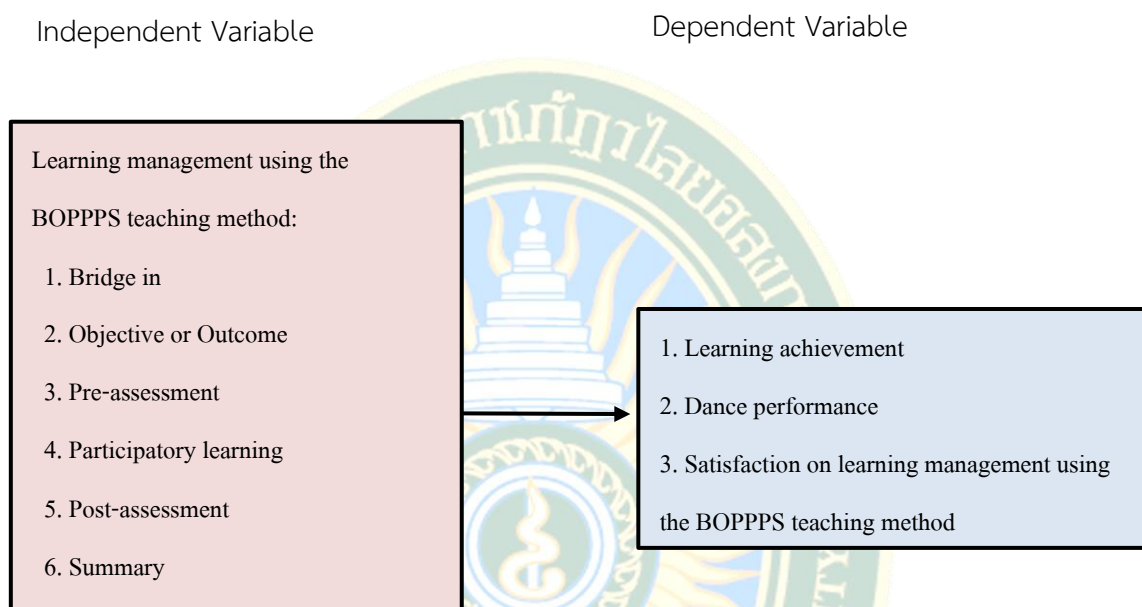 Independent Variable
Dependent Variable
Learning management using the
BOPPPS teaching method:
1. Bridge in
2. Objective or Outcome
3. Pre-assessment
4. Participatory learning
5. Post-assessment
6. Summary
1. Learning achievement
2. Dance performance
3. Satisfaction on learning management using
the BOPPPS teaching method